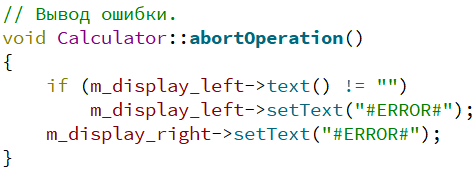 // Вывод ошибки.
void Calculator::abortOperation()
{
    if (m_display_left->text() != "")
        m_display_left->setText("#ERROR#");
    m_display_right->setText("#ERROR#");
}